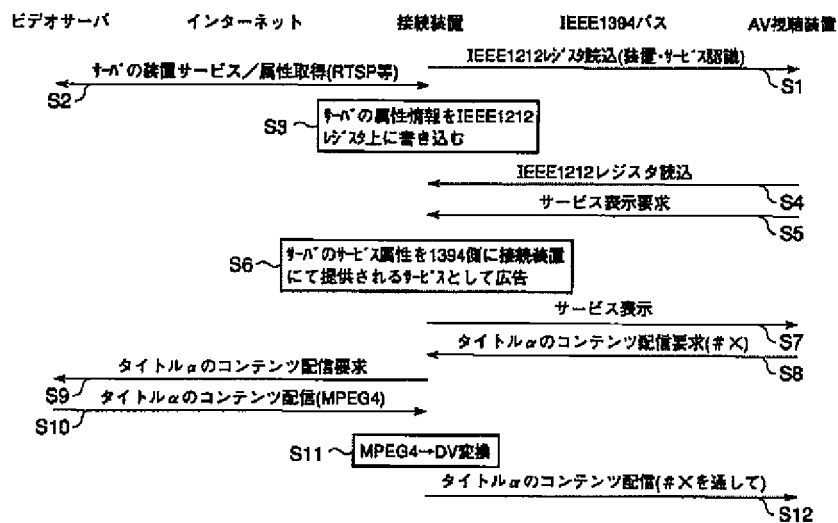 ビデオサーバ インターネット 接続装置 IEEE1394バス AV視聴装置
IEEE1212レジスタ読込(装置・サービス認識)
S1
サーバの装置サービス/属性取得(RTSP等)
S2
S3
サーバの属性情報をIEEE1212
レジスタ上に書き込む
IEEE1212レジスタ読込
S4
サービス表示要求
S5
S6
サーバのサービス属性を1394側に接続装置
にて提供されるサービスとして広告
サービス表示
S7
タイトルαのコンテンツ配信要求(#X)
S8
タイトルαのコンテンツ配信要求
S9
タイトルαのコンテンツ配信(MPEG4)
S10
S11
MPEG4→DV変換
タイトルαのコンテンツ配信(#Xを通して)
S12